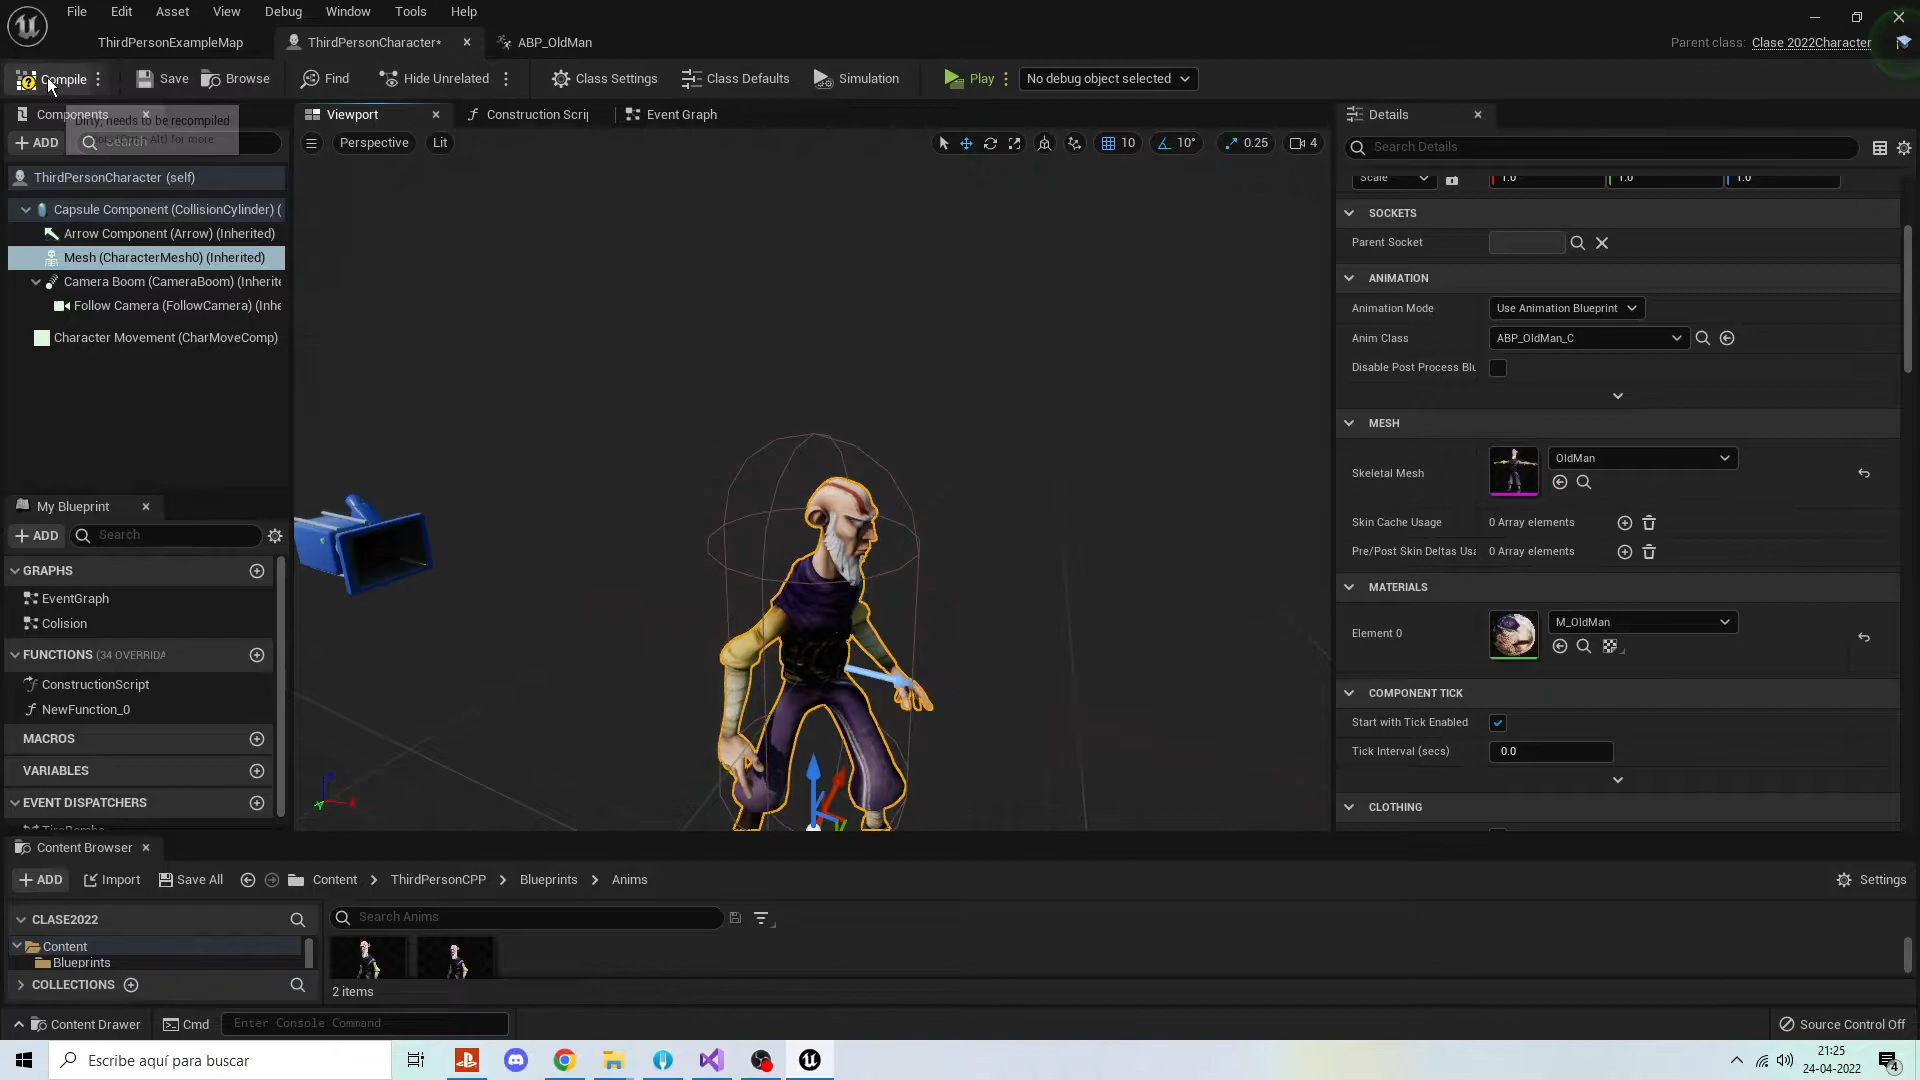 File Edit Asset View Debug Window Tools Help
ThirdPersonExampleMap ThirdPersonCharacter* ABP_OldMan
Parent class: Clase 2022Character
Compile Save Browse Find Hide Unrelated Class Settings Class Defaults Simulation Play No debug object selected
Components
Dirty; needs to be recompiled
ADD Search
ThirdPersonCharacter (self)
Capsule Component (CollisionCylinder) (
Arrow Component (Arrow) (Inherited)
Mesh (CharacterMesh0) (Inherited)
Camera Boom (CameraBoom) (Inherite
Follow Camera (FollowCamera) (Inhe
Character Movement (CharMoveComp)
My Blueprint
ADD Search
GRAPHS
EventGraph
Colision
FUNCTIONS (34 OVERRIDA
ConstructionScript
NewFunction_0
MACROS
VARIABLES
EVENT DISPATCHERS
Viewport Construction Scrip Event Graph
Perspective Lit
10 10° 0.25 4
Details
Search Details
Scale 1.0 1.0 1.0
SOCKETS
Parent Socket
ANIMATION
Animation Mode Use Animation Blueprint
Anim Class ABP_OldMan_C
Disable Post Process Blu
MESH
Skeletal Mesh OldMan
Skin Cache Usage 0 Array elements
Pre/Post Skin Deltas Usa 0 Array elements
MATERIALS
Element 0 M_OldMan
COMPONENT TICK
Start with Tick Enabled
Tick Interval (secs) 0.0
CLOTHING
Content Browser
ADD Import Save All Content ThirdPersonCPP Blueprints Anims Settings
CLASE2022
Content
Blueprints
COLLECTIONS
Search Anims
2 items
Content Drawer Cmd Enter Console Command Source Control Off
Escribe aquí para buscar
21:25
24-04-2022
4